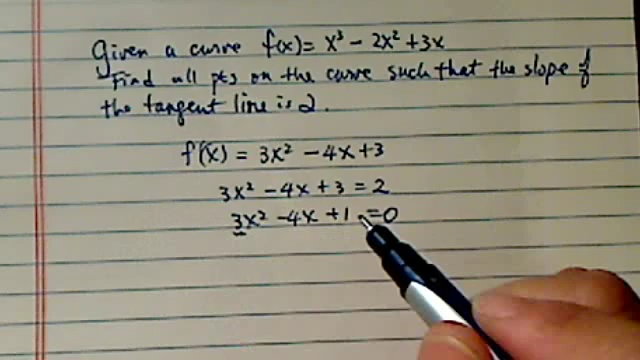 Given a curve f(x) = x³ - 2x² + 3x
Find all pts on the curve such that the slope of
the tangent line is 2.
f'(x) = 3x² - 4x + 3
3x² - 4x + 3 = 2
3x² - 4x + 1 = 0